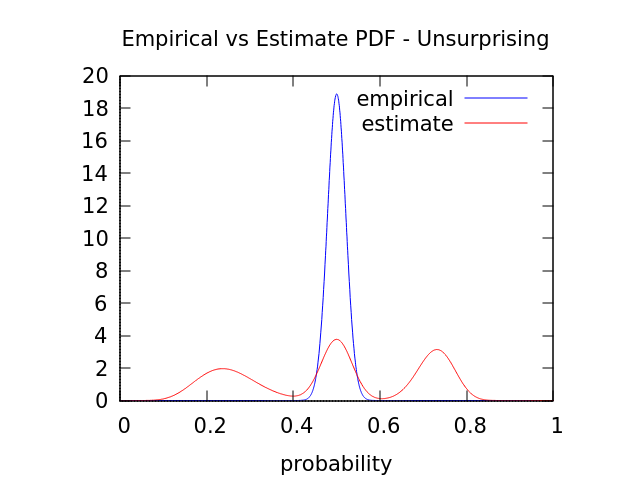 Empirical vs Estimate PDF - Unsurprising
empirical
estimate
20
18
16
14
12
10
8
6
4
2
0
0 0.2 0.4 0.6 0.8 1
probability